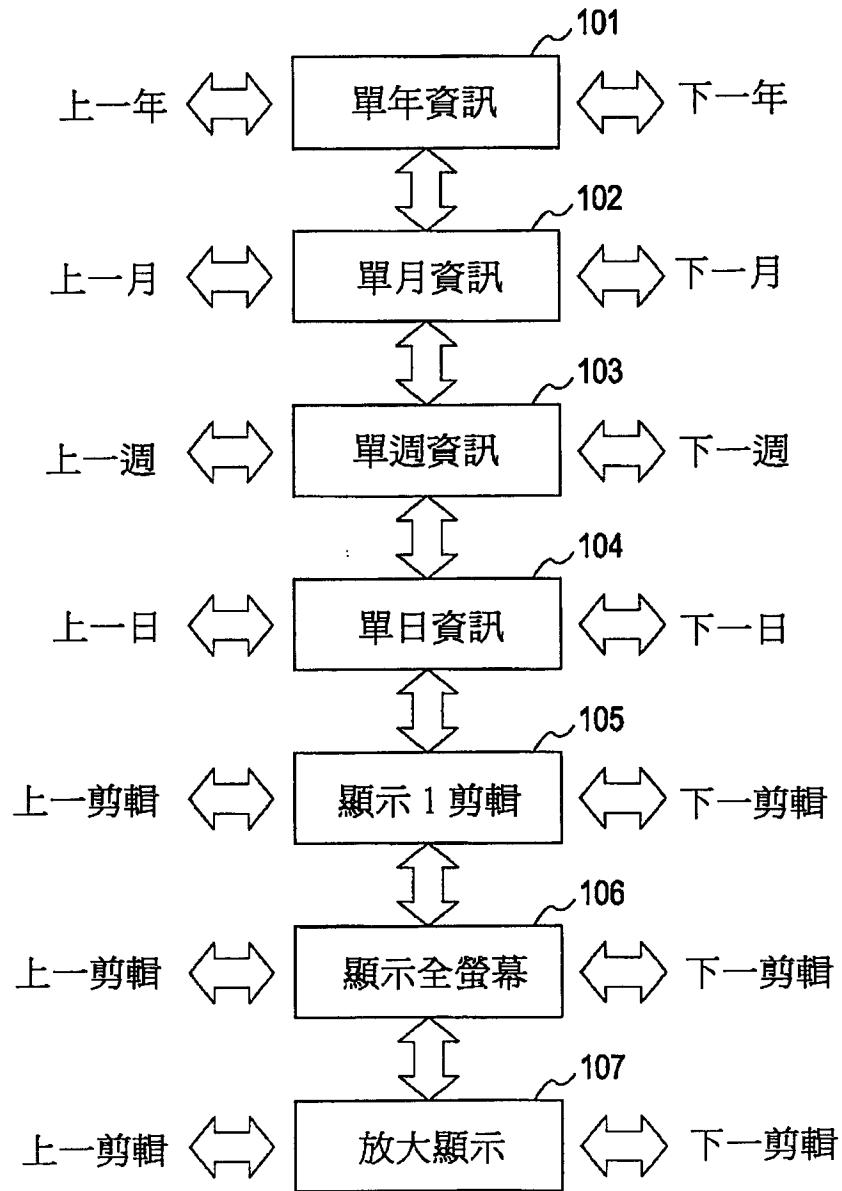 101
上一年 單年資訊 下一年
102
上一月 單月資訊 下一月
103
上一週 單週資訊 下一週
104
上一日 單日資訊 下一日
105
上一剪輯 顯示1剪輯 下一剪輯
106
上一剪輯 顯示全螢幕 下一剪輯
107
上一剪輯 放大顯示 下一剪輯